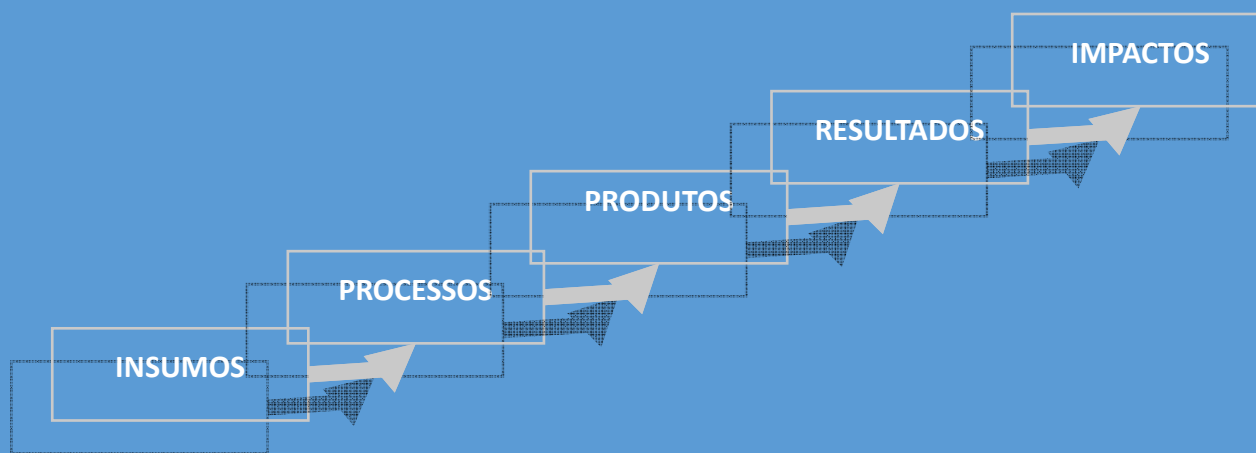 INSUMOS
PROCESSOS
PRODUTOS
RESULTADOS
IMPACTOS